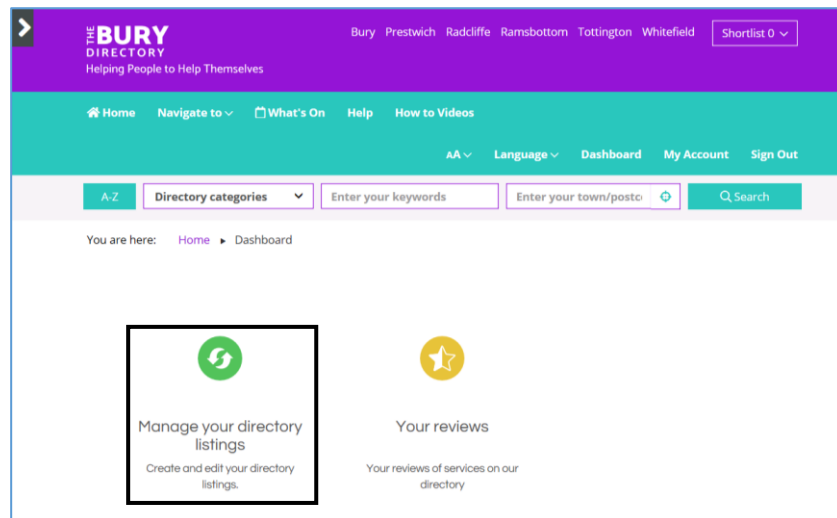 THE BURY
DIRECTORY
Helping People to Help Themselves
Bury Prestwich Radcliffe Ramsbottom Tottington Whitefield Shortlist 0
Home Navigate to What's On Help How to Videos
AA Language Dashboard My Account Sign Out
A-Z Directory categories Enter your keywords Enter your town/postc Search
You are here: Home ▸ Dashboard
Manage your directory
listings
Create and edit your directory
listings.
Your reviews
Your reviews of services on our
directory